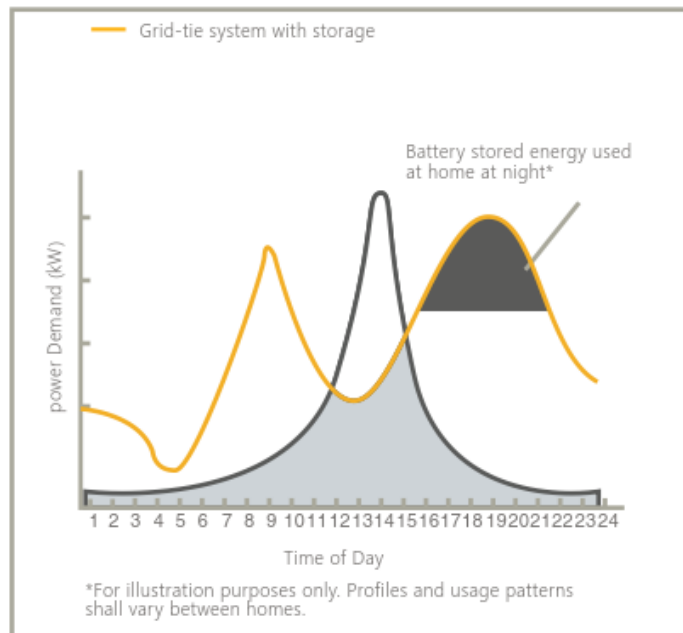 Grid-tie system with storage
Battery stored energy used
at home at night*
power Demand (kW)
1 2 3 4 5 6 7 8 9 10 11 12 13 14 15 16 17 18 19 20 21 22 23 24
Time of Day
*For illustration purposes only. Profiles and usage patterns
shall vary between homes.